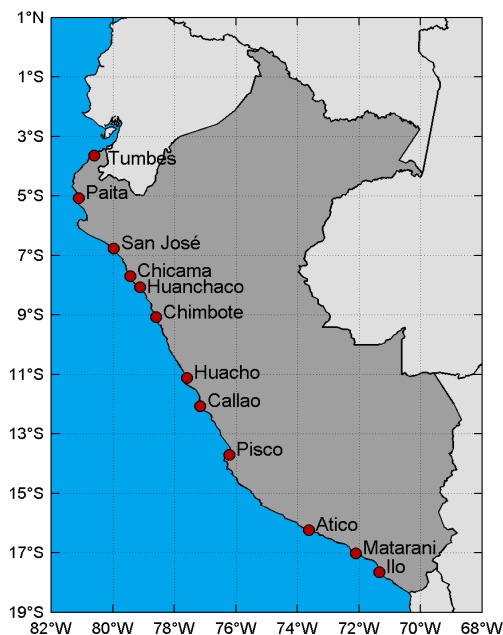 1°N
1°S
3°S
Tumbes
5°S
Paita
San José
7°S
Chicama
Huanchaco
9°S
Chimbote
11°S
Huacho
Callao
13°S
Pisco
15°S
Atico
17°S
Matarani
Ilo
19°S
82°W 80°W 78°W 76°W 74°W 72°W 70°W 68°W